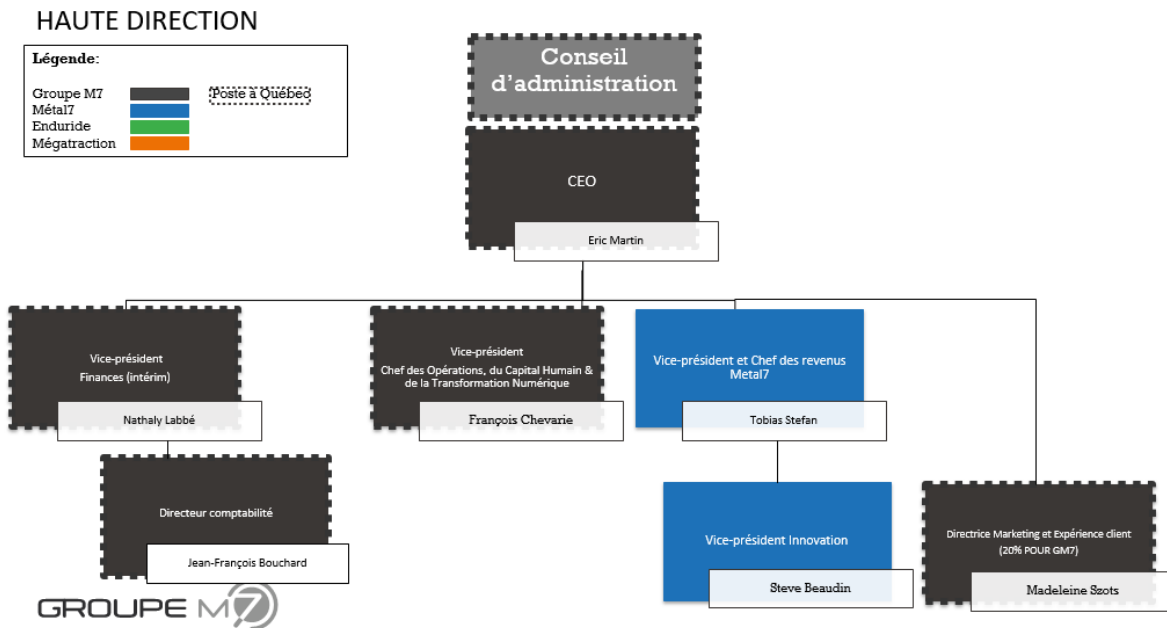 HAUTE DIRECTION
Légende:
Groupe M7
Poste à Québec
Métal7
Enduride
Mégatraction
Conseil
d'administration
CEO
Eric Martin
Vice-président
Finances (intérim)
Nathaly Labbé
Vice-président
Chef des Opérations, du Capital Humain &
de la Transformation Numérique
François Chevarie
Vice-président et Chef des revenus
Metal7
Tobias Stefan
Directeur comptabilité
Jean-François Bouchard
Vice-président Innovation
Steve Beaudin
Directrice Marketing et Expérience client
(20% POUR GM7)
Madeleine Szots
GROUPE M7